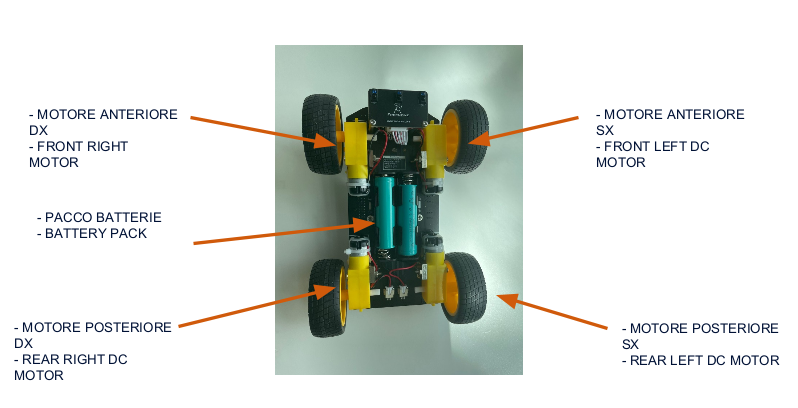 - MOTORE ANTERIORE
DX
- FRONT RIGHT
MOTOR
- MOTORE ANTERIORE
SX
- FRONT LEFT DC
MOTOR
- PACCO BATTERIE
- BATTERY PACK
- MOTORE POSTERIORE
DX
- REAR RIGHT DC
MOTOR
- MOTORE POSTERIORE
SX
- REAR LEFT DC MOTOR